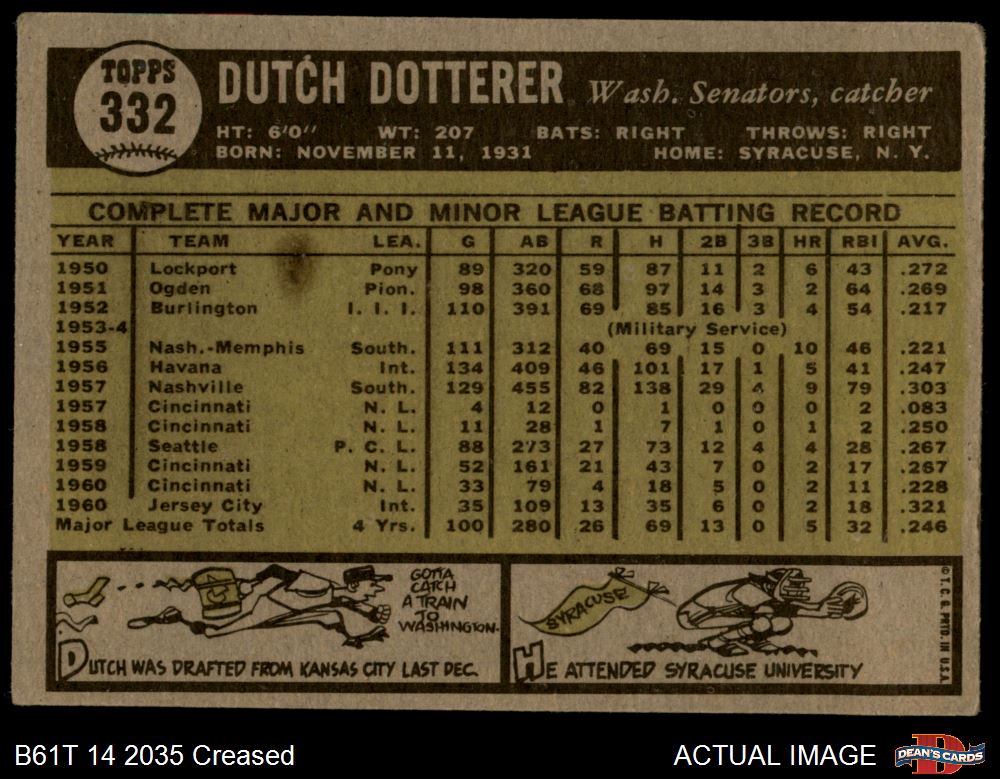 TOPPS
332
DUTCH DOTTERER Wash. Senators, catcher
HT: 6'0" WT: 207 BATS: RIGHT THROWS: RIGHT
BORN: NOVEMBER 11, 1931 HOME: SYRACUSE, N. Y.
COMPLETE MAJOR AND MINOR LEAGUE BATTING RECORD
YEAR TEAM LEA. G AB R H 2B 3B HR RBI AVG.
1950 Lockport Pony 89 320 59 87 11 2 6 43 .272
1951 Ogden Pion. 98 360 68 97 14 3 2 64 .269
1952 Burlington I. I. I. 110 391 69 85 16 3 4 54 .217
1953-4 (Military Service)
1955 Nash.-Memphis South. 111 312 40 69 15 0 10 46 .221
1956 Havana Int. 134 409 46 101 17 1 5 41 .247
1957 Nashville South. 129 455 82 138 29 4 9 79 .303
1957 Cincinnati N. L. 4 12 0 1 0 0 0 2 .083
1958 Cincinnati N. L. 11 28 1 7 1 0 1 2 .250
1958 Seattle P. C. L. 88 273 27 73 12 4 4 28 .267
1959 Cincinnati N. L. 52 161 21 43 7 0 2 17 .267
1960 Cincinnati N. L. 33 79 4 18 5 0 2 11 .228
1960 Jersey City Int. 35 109 13 35 6 0 2 18 .321
Major League Totals 4 Yrs. 100 280 26 69 13 0 5 32 .246
GOTTA
CATCH
A TRAIN
TO
WASHINGTON.
DUTCH WAS DRAFTED FROM KANSAS CITY LAST DEC.
SYRACUSE
HE ATTENDED SYRACUSE UNIVERSITY
© T. C. G. PRTD. IN U.S.A.
B61T 14 2035 Creased
ACTUAL IMAGE
DEAN'S CARDS